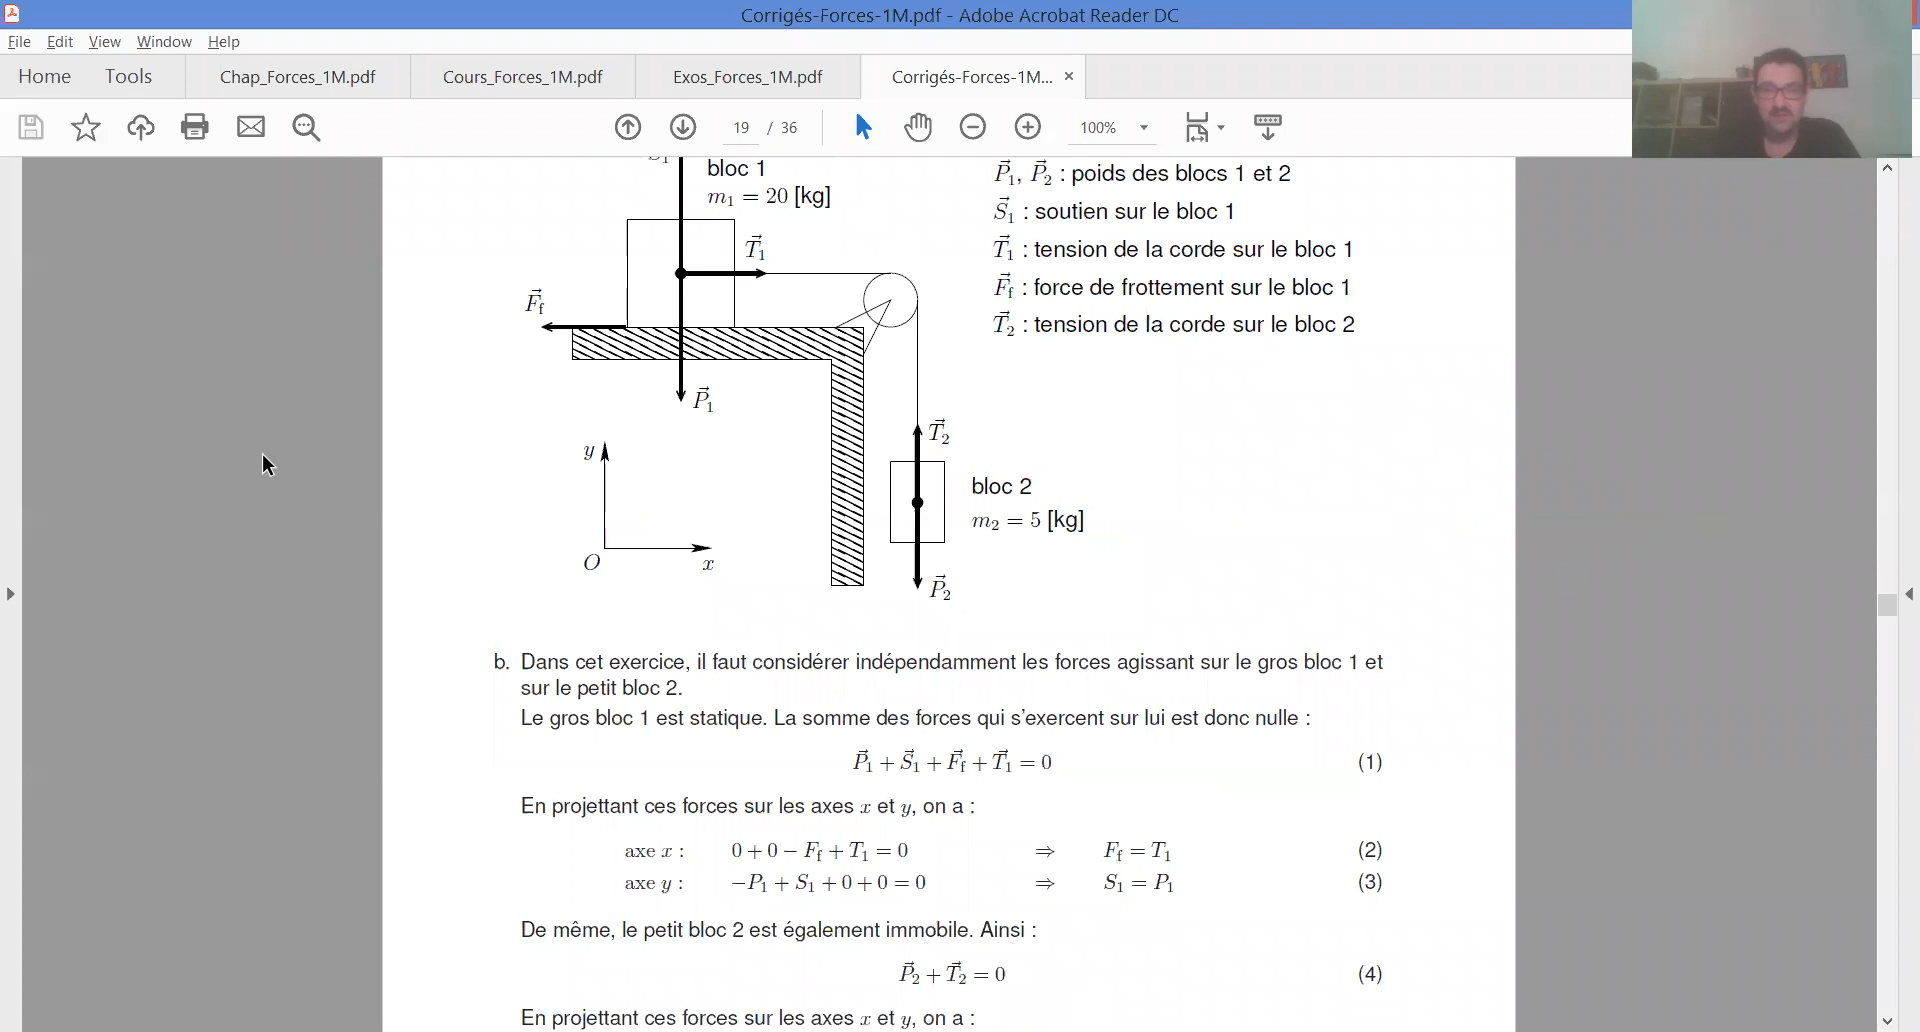 Corrigés-Forces-1M.pdf - Adobe Acrobat Reader DC
File Edit View Window Help
Home Tools Chap_Forces_1M.pdf Cours_Forces_1M.pdf Exos_Forces_1M.pdf Corrigés-Forces-1M... ×
19 / 36 100%
bloc 1
m₁ = 20 [kg]
P⃗₁, P⃗₂ : poids des blocs 1 et 2
S⃗₁ : soutien sur le bloc 1
T⃗₁ : tension de la corde sur le bloc 1
F⃗f : force de frottement sur le bloc 1
T⃗₂ : tension de la corde sur le bloc 2
T⃗₁
F⃗f
P⃗₁
y
O
x
T⃗₂
bloc 2
m₂ = 5 [kg]
P⃗₂
b. Dans cet exercice, il faut considérer indépendamment les forces agissant sur le gros bloc 1 et
sur le petit bloc 2.
Le gros bloc 1 est statique. La somme des forces qui s'exercent sur lui est donc nulle :
P⃗₁ + S⃗₁ + F⃗f + T⃗₁ = 0 (1)
En projettant ces forces sur les axes x et y, on a :
axe x : 0 + 0 − Ff + T₁ = 0 ⇒ Ff = T₁ (2)
axe y : −P₁ + S₁ + 0 + 0 = 0 ⇒ S₁ = P₁ (3)
De même, le petit bloc 2 est également immobile. Ainsi :
P⃗₂ + T⃗₂ = 0 (4)
En projettant ces forces sur les axes x et y, on a :